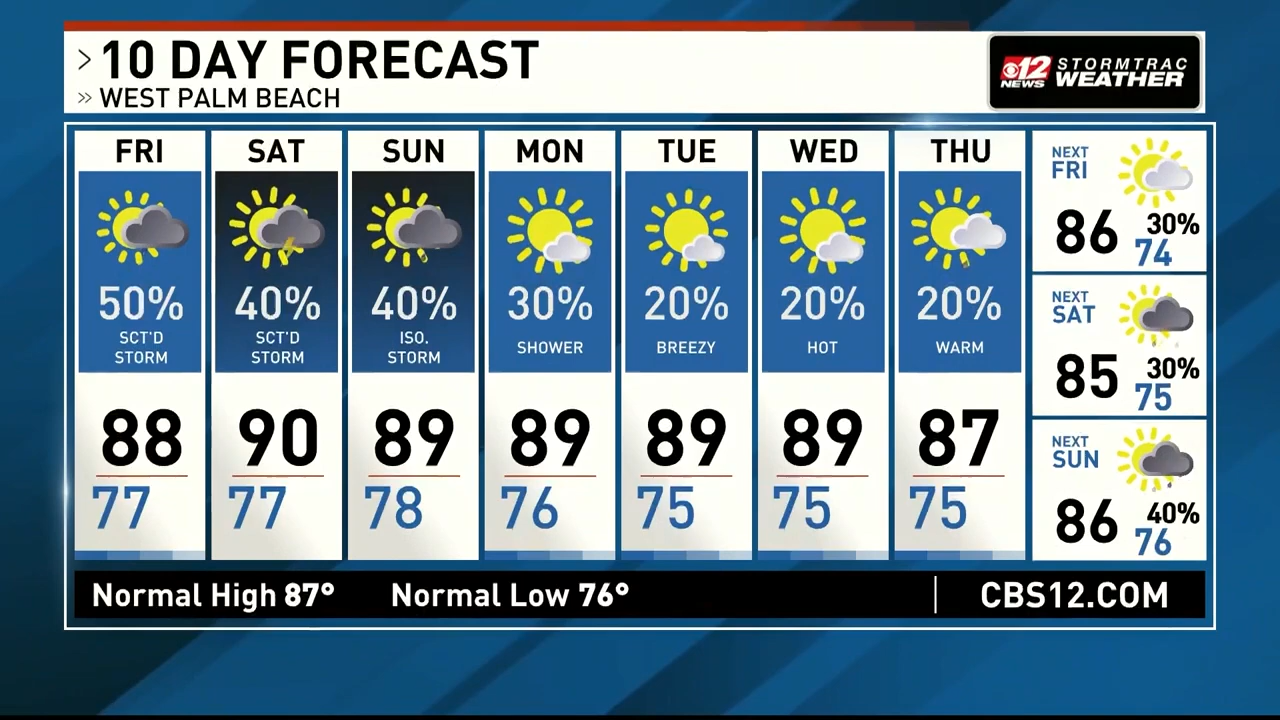 > 10 DAY FORECAST
» WEST PALM BEACH
12 NEWS
STORMTRAC
WEATHER
FRI
50%
SCT'D
STORM
88
77
SAT
40%
SCT'D
STORM
90
77
SUN
40%
ISO.
STORM
89
78
MON
30%
SHOWER
89
76
TUE
20%
BREEZY
89
75
WED
20%
HOT
89
75
THU
20%
WARM
87
75
NEXT
FRI
86
30%
74
NEXT
SAT
85
30%
75
NEXT
SUN
86
40%
76
Normal High 87° Normal Low 76°
CBS12.COM